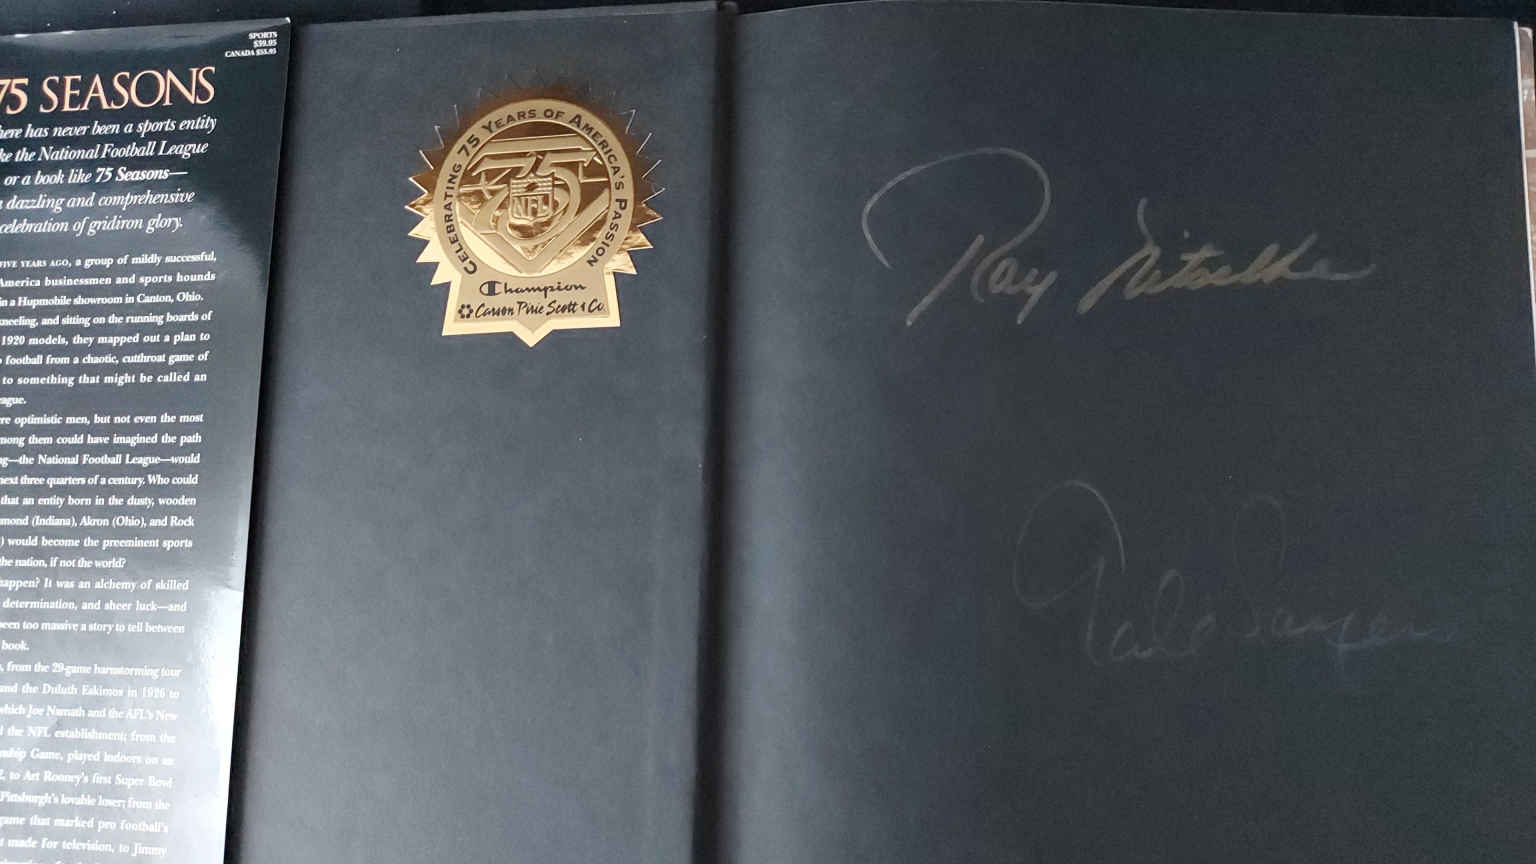 SPORTS
$39.95
CANADA $55.95
75 SEASONS
here has never been a sports entity
ke the National Football League
or a book like 75 Seasons—
a dazzling and comprehensive
celebration of gridiron glory.
FIVE YEARS AGO, a group of mildly successful,
America businessmen and sports hounds
in a Hupmobile showroom in Canton, Ohio.
kneeling, and sitting on the running boards of
1920 models, they mapped out a plan to
football from a chaotic, cutthroat game of
to something that might be called an
eague.
re optimistic men, but not even the most
mong them could have imagined the path
ng—the National Football League—would
next three quarters of a century. Who could
that an entity born in the dusty, wooden
mond (Indiana), Akron (Ohio), and Rock
) would become the preeminent sports
the nation, if not the world?
happen? It was an alchemy of skilled
determination, and sheer luck—and
been too massive a story to tell between
book.
, from the 29-game barnstorming tour
and the Duluth Eskimos in 1926 to
which Joe Namath and the AFL's New
d the NFL establishment; from the
nship Game, played indoors on an
2, to Art Rooney's first Super Bowl
Pittsburgh's lovable loser; from the
game that marked pro football's
t made for television, to Jimmy
CELEBRATING 75 YEARS OF AMERICA'S PASSION
75
NFL
Champion
Carson Pirie Scott & Co.
Ray Nitschke
Gale Sayers